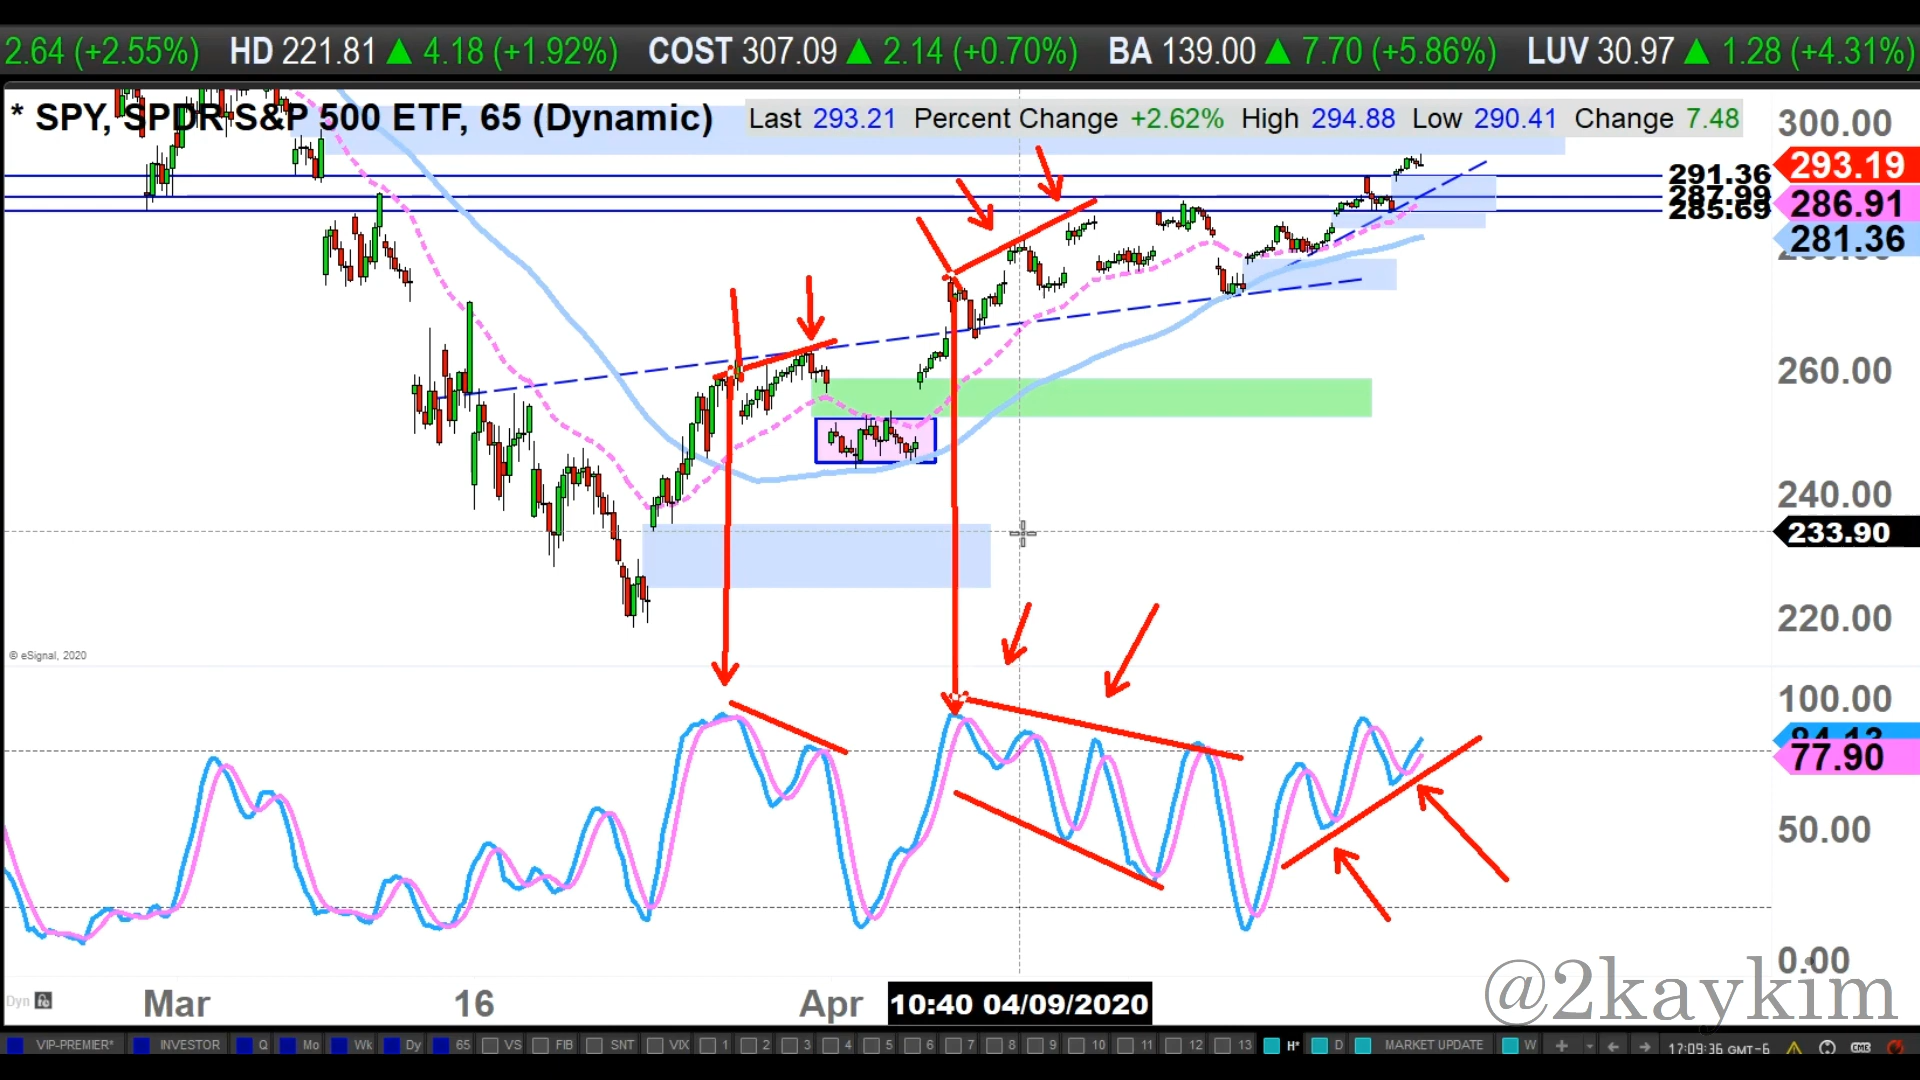 2.64 (+2.55%) HD 221.81 ▲ 4.18 (+1.92%) COST 307.09 ▲ 2.14 (+0.70%) BA 139.00 ▲ 7.70 (+5.86%) LUV 30.97 ▲ 1.28 (+4.31%)
* SPY, SPDR S&P 500 ETF, 65 (Dynamic) Last 293.21 Percent Change +2.62% High 294.88 Low 290.41 Change 7.48
300.00
291.36 293.19
287.99 286.91
285.69
281.36
260.00
240.00
233.90
220.00
© eSignal, 2020
100.00
84.13
77.90
50.00
0.00
@2kaykim
Dyn Mar 16 Apr 10:40 04/09/2020
VIP-PREMIER* INVESTOR Q Mo Wk Dy 65 VS FIB SNT VIX 1 2 3 4 5 6 7 8 9 10 11 12 13 H* D MARKET UPDATE W + 17:09:36 GMT-6 CME